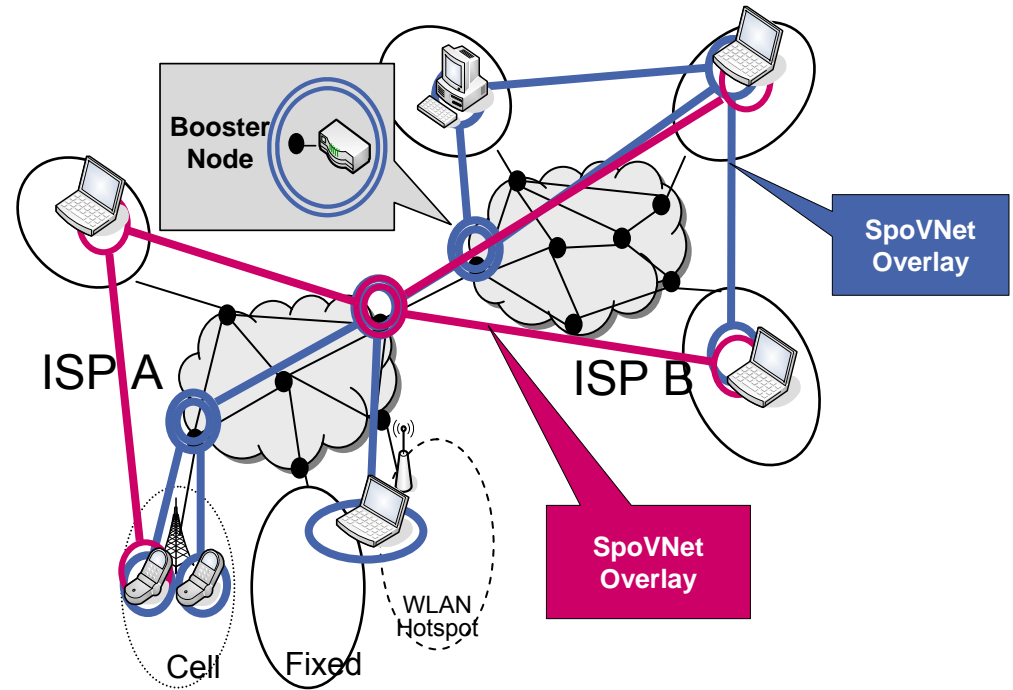 Booster
Node
SpoVNet
Overlay
ISP A
ISP B
SpoVNet
Overlay
WLAN
Hotspot
Cell
Fixed